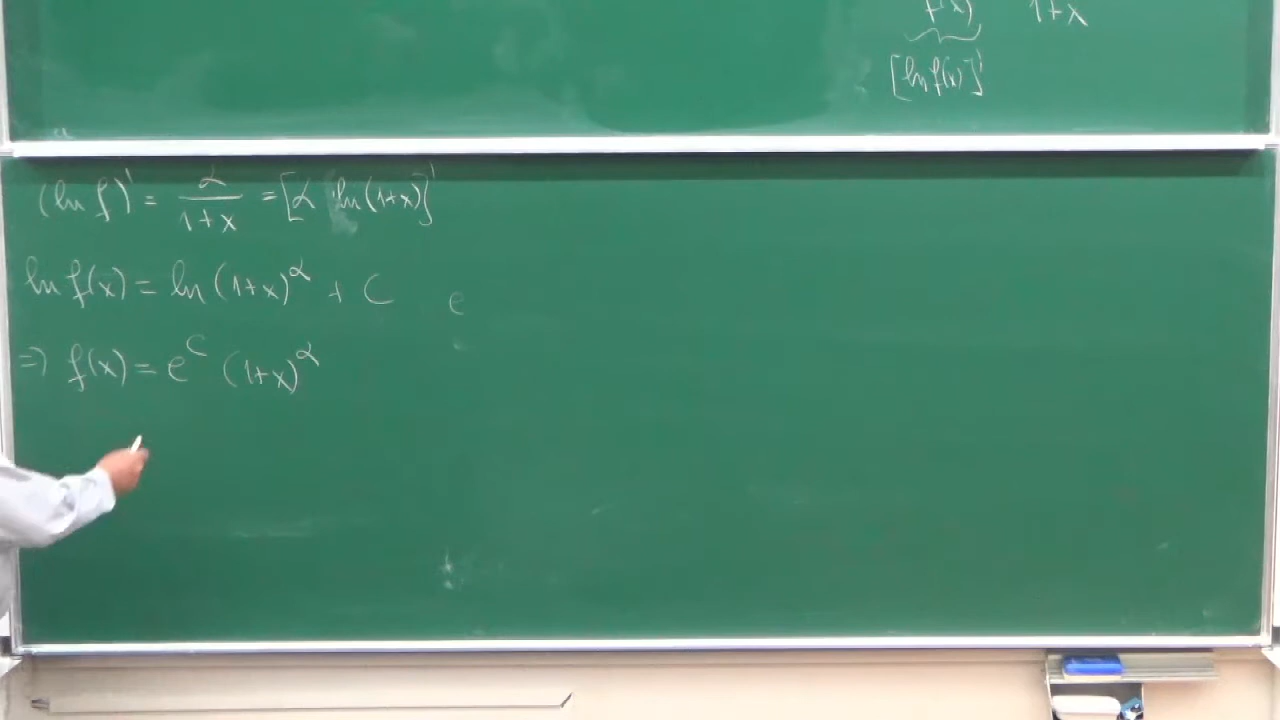 f(x) 1+x
[ln f(x)]'
(ln f)' = α/(1+x) = [α ln(1+x)]'
ln f(x) = ln (1+x)^α + C e
⇒ f(x) = e^C (1+x)^α